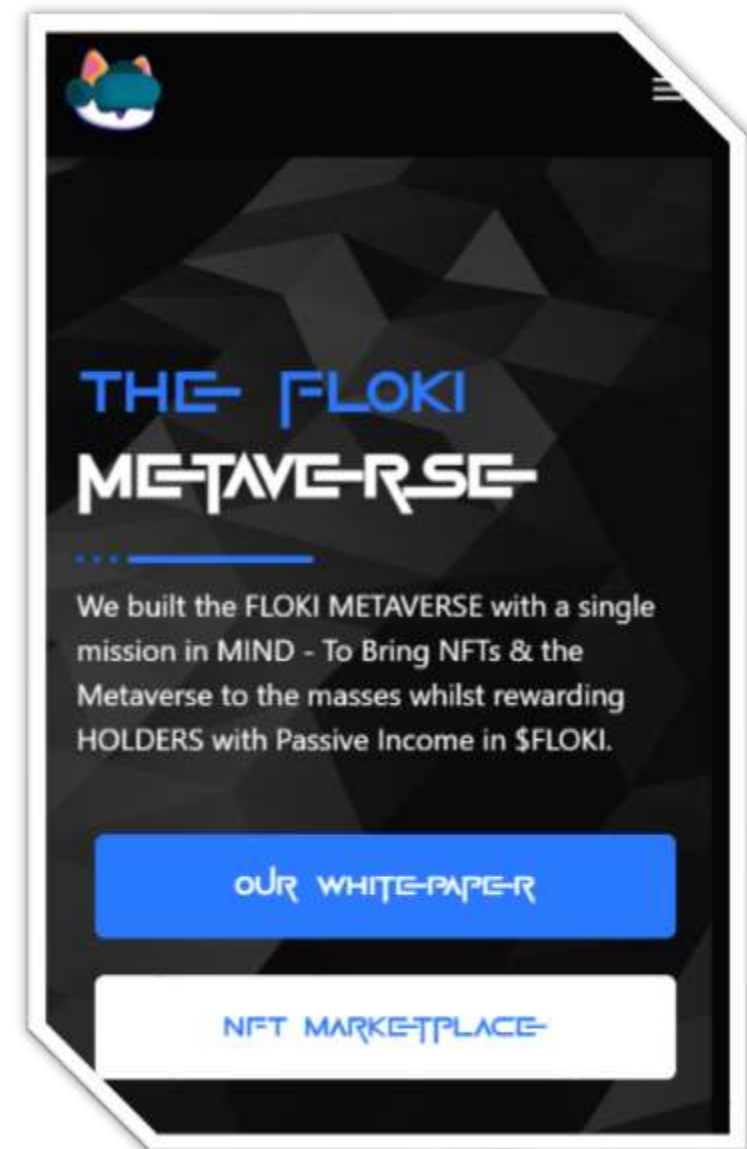 THE FLOKI
METAVERSE
We built the FLOKI METAVERSE with a single
mission in MIND - To Bring NFTs & the
Metaverse to the masses whilst rewarding
HOLDERS with Passive Income in $FLOKI.
OUR WHITEPAPER
NFT MARKETPLACE